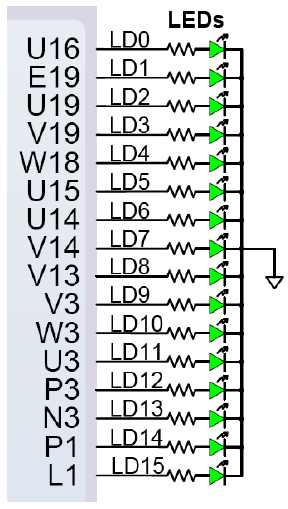 LEDs
U16 LD0
E19 LD1
U19 LD2
V19 LD3
W18 LD4
U15 LD5
U14 LD6
V14 LD7
V13 LD8
V3 LD9
W3 LD10
U3 LD11
P3 LD12
N3 LD13
P1 LD14
L1 LD15